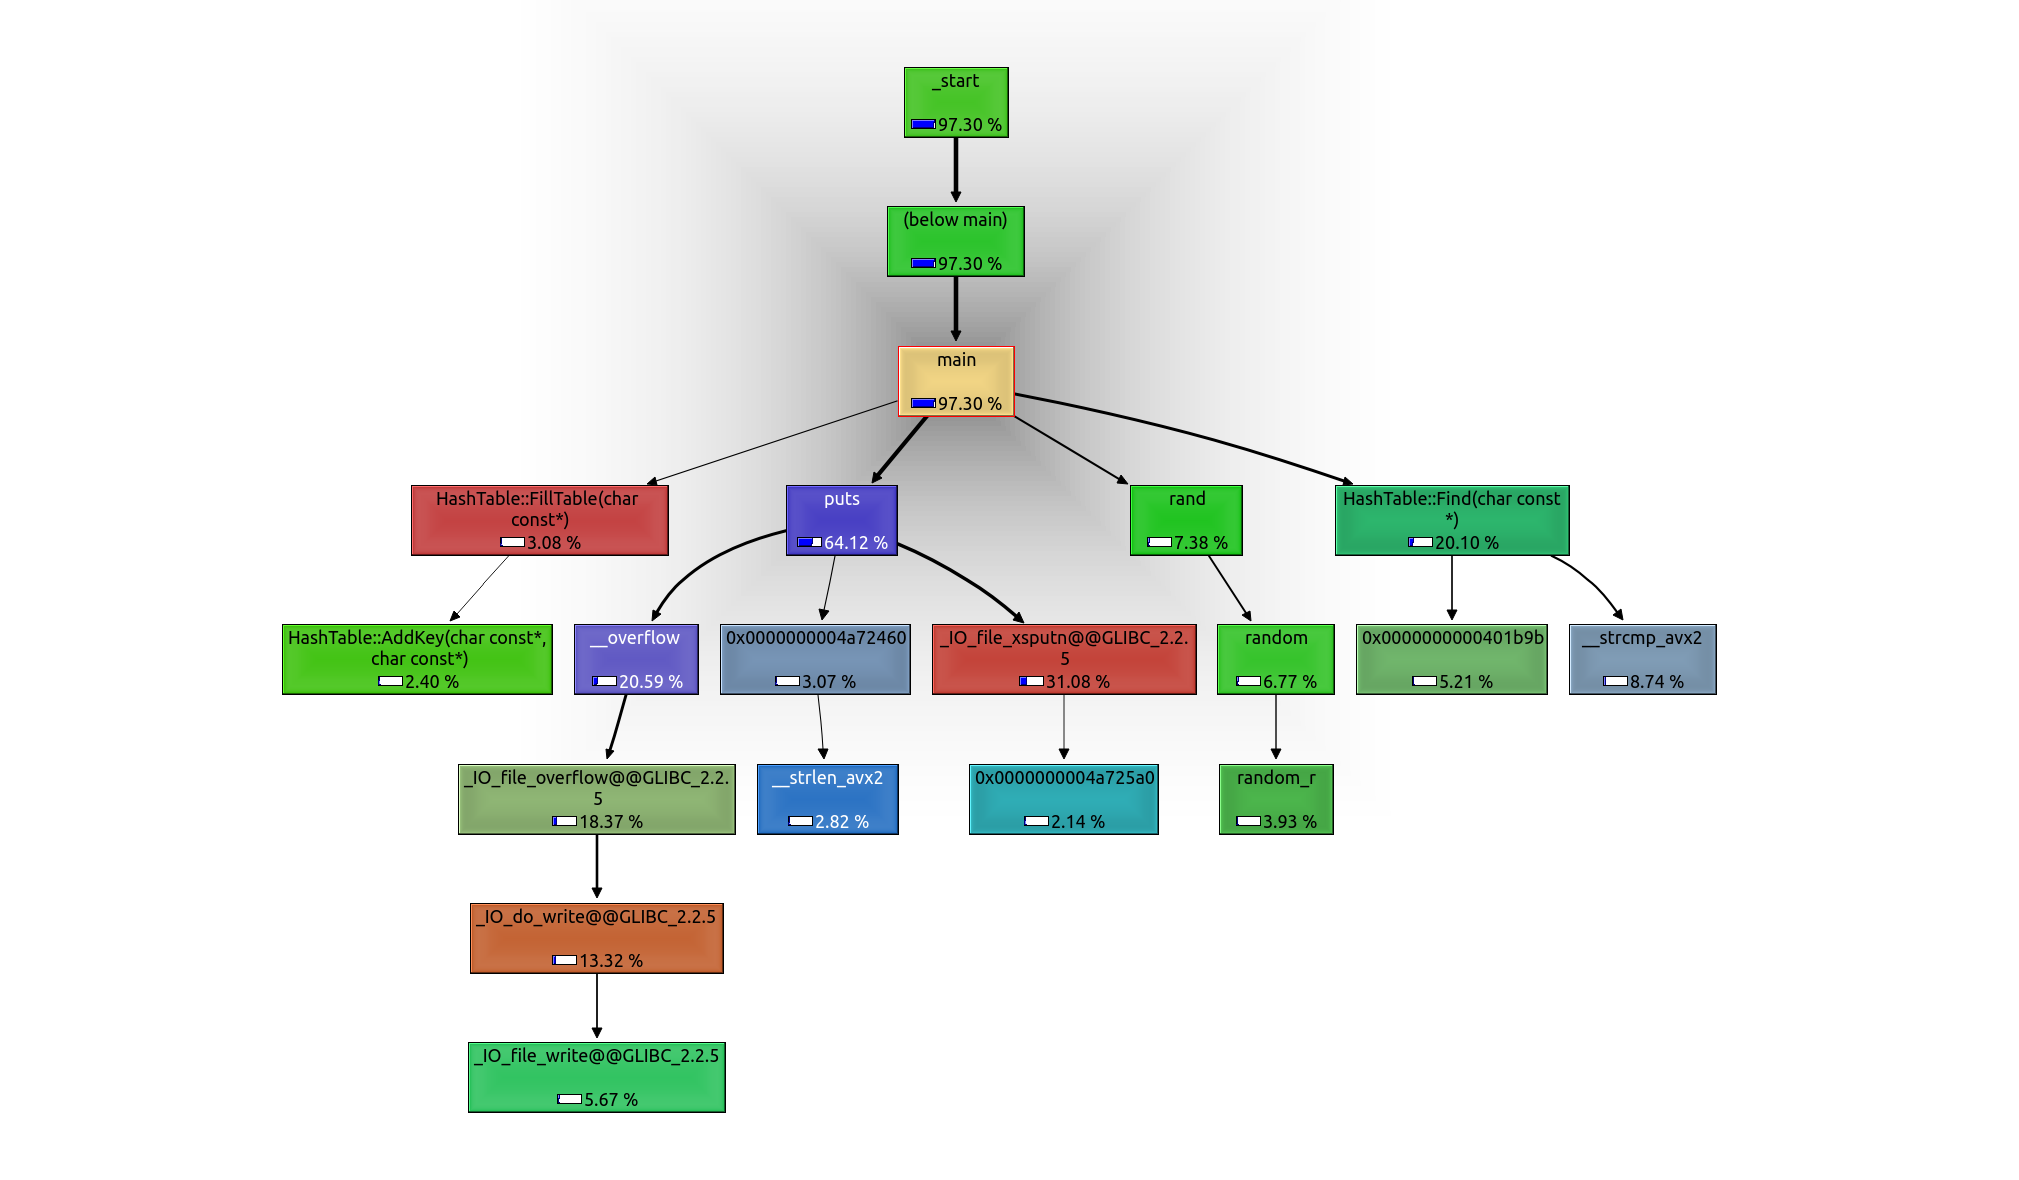 _start
97.30 %
(below main)
97.30 %
main
97.30 %
HashTable::FillTable(char
const*)
3.08 %
puts
64.12 %
rand
7.38 %
HashTable::Find(char const
*)
20.10 %
HashTable::AddKey(char const*,
char const*)
2.40 %
__overflow
20.59 %
0x0000000004a72460
3.07 %
_IO_file_xsputn@@GLIBC_2.2.
5
31.08 %
random
6.77 %
0x0000000000401b9b
5.21 %
__strcmp_avx2
8.74 %
_IO_file_overflow@@GLIBC_2.2.
5
18.37 %
__strlen_avx2
2.82 %
0x0000000004a725a0
2.14 %
random_r
3.93 %
_IO_do_write@@GLIBC_2.2.5
13.32 %
_IO_file_write@@GLIBC_2.2.5
5.67 %